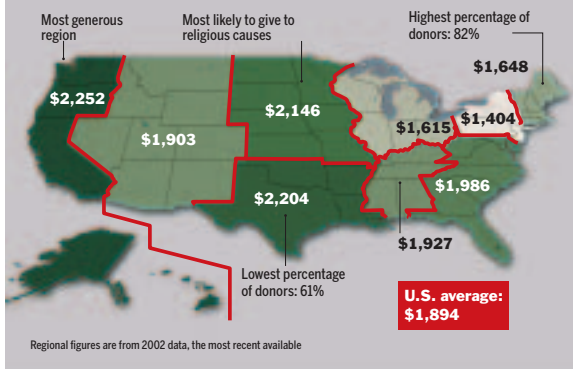 Most generous
region
Most likely to give to
religious causes
Highest percentage of
donors: 82%
$1,648
$2,252
$2,146
$1,404
$1,615
$1,903
$2,204
$1,986
$1,927
Lowest percentage
of donors: 61%
U.S. average:
$1,894
Regional figures are from 2002 data, the most recent available